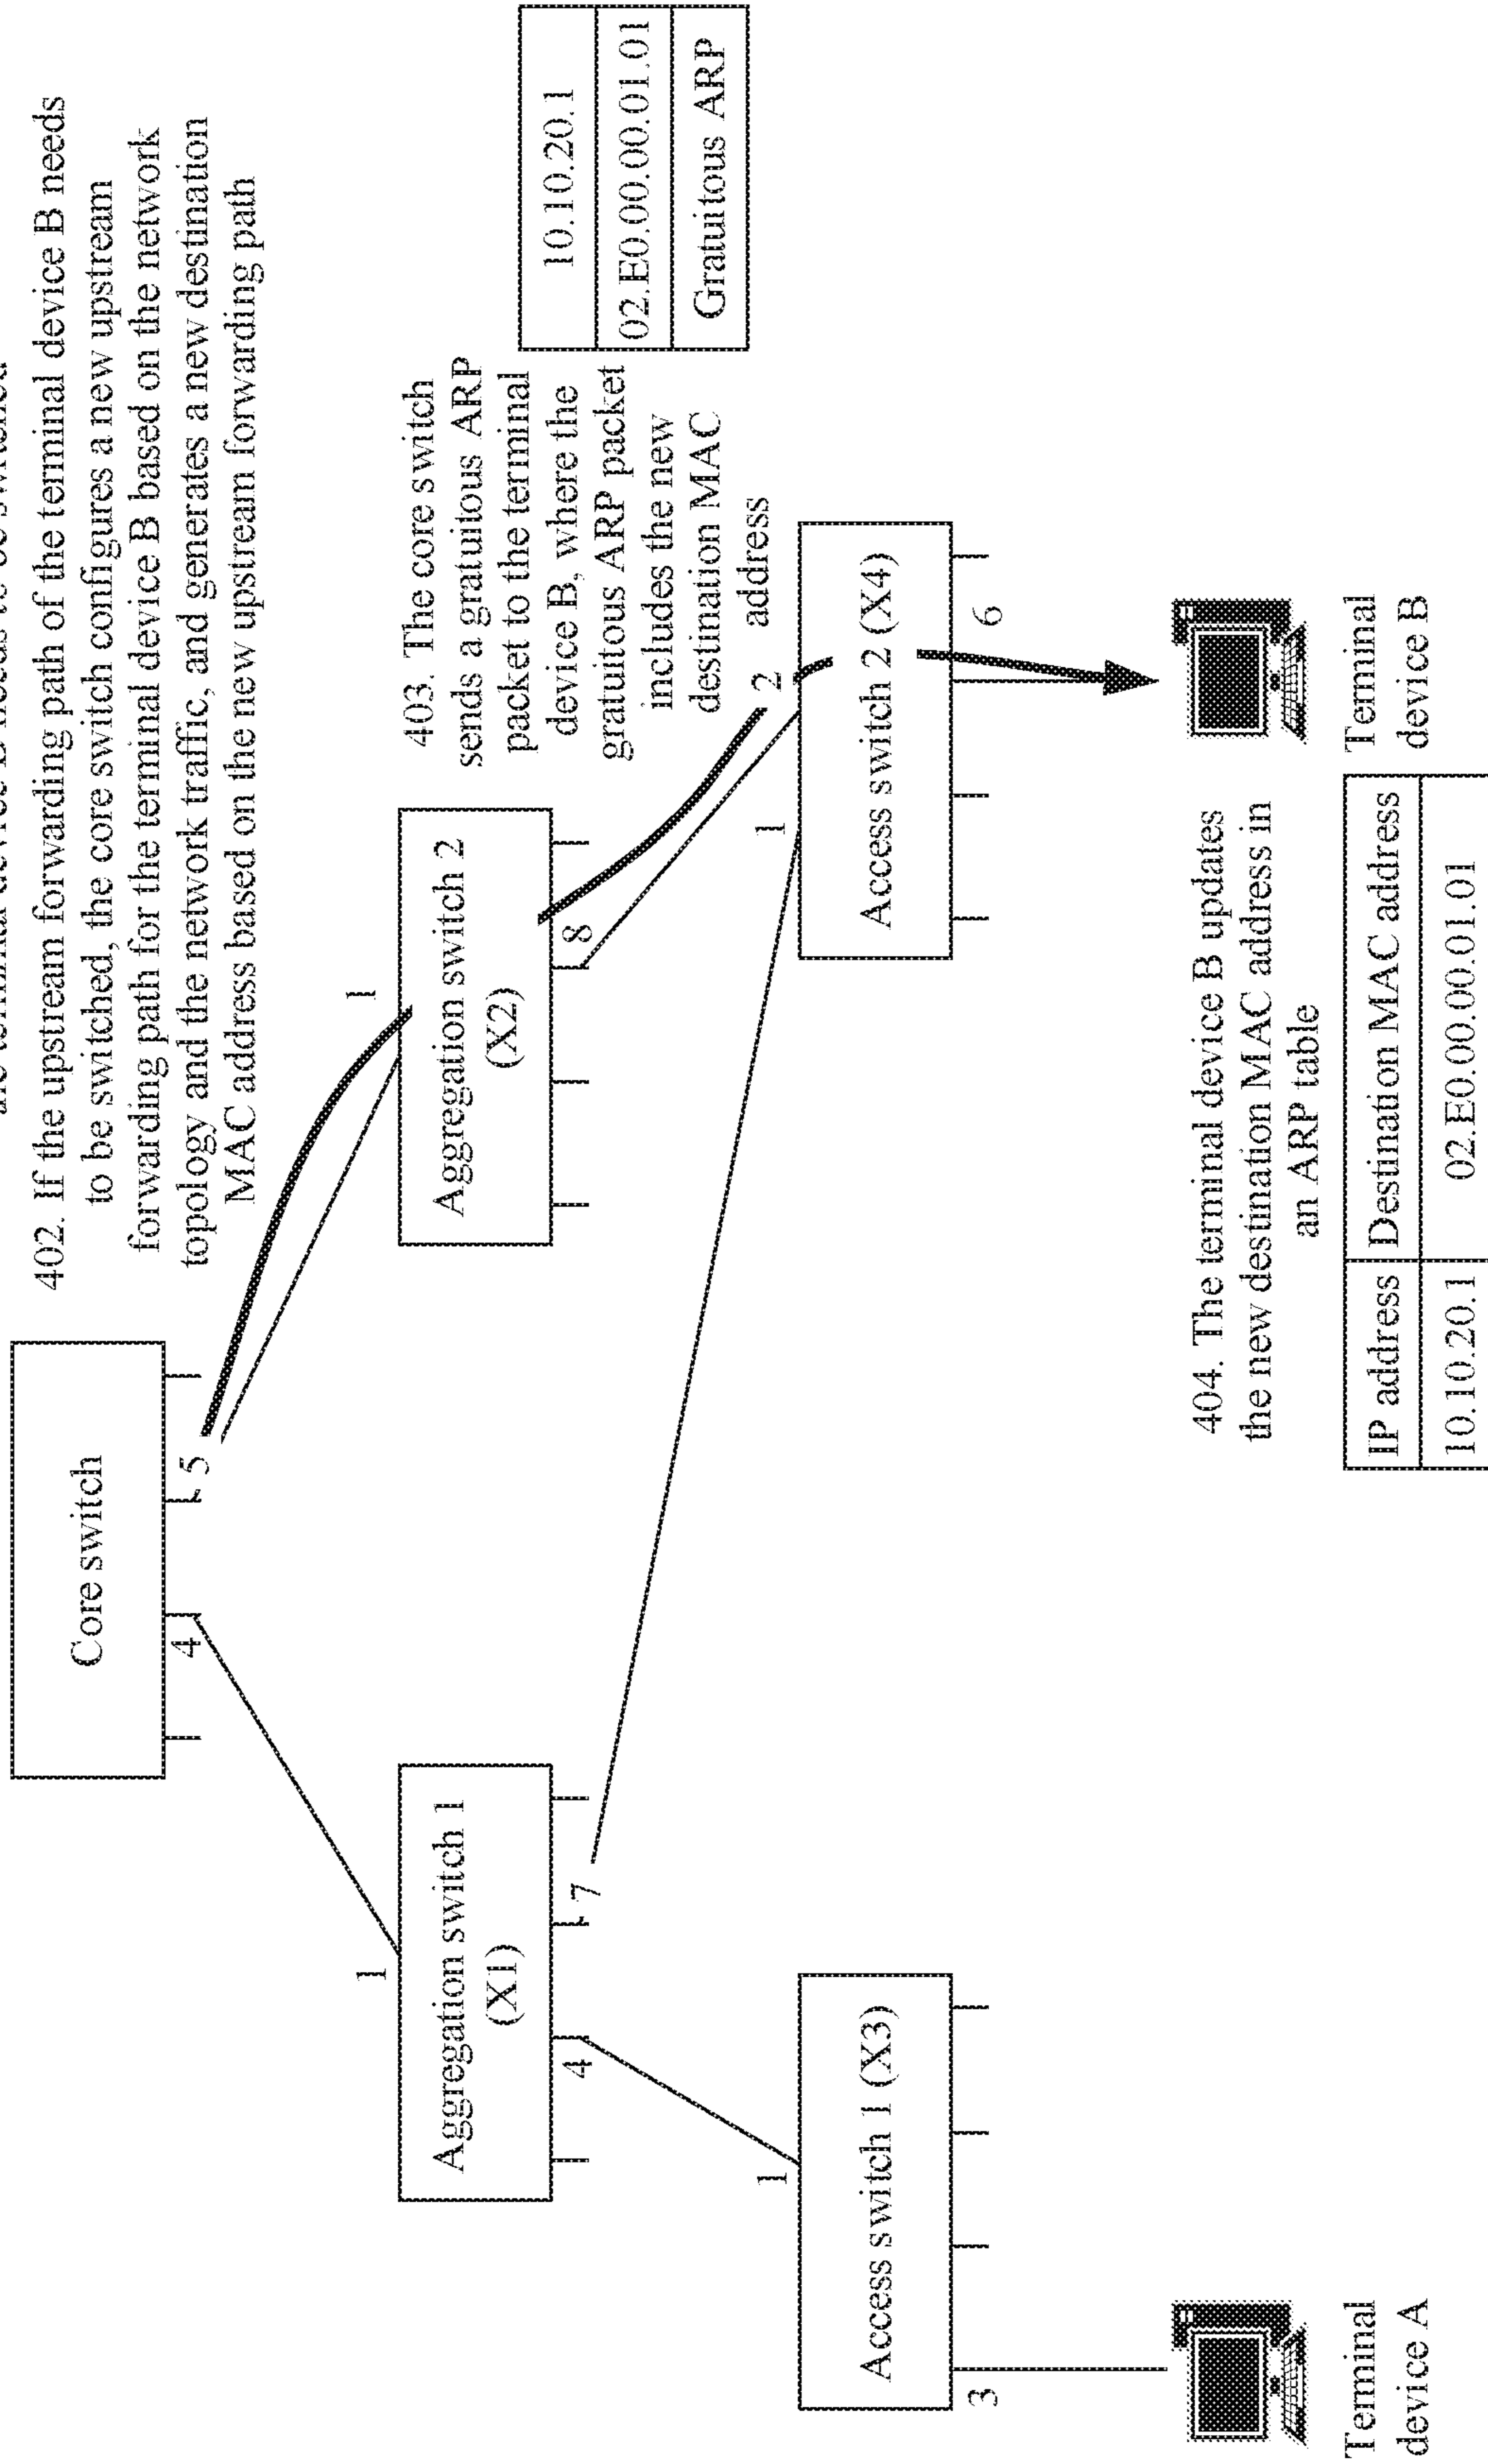 402. If the upstream forwarding path of the terminal device B needs
to be switched, the core switch configures a new upstream
forwarding path for the terminal device B based on the network
topology and the network traffic, and generates a new destination
MAC address based on the new upstream forwarding path
Core switch
4
5
1
1
Aggregation switch 1
(X1)
Aggregation switch 2
(X2)
4
7
8
403. The core switch
sends a gratuitous ARP
packet to the terminal
device B, where the
gratuitous ARP packet
includes the new
destination MAC
address
10.10.20.1
02.E0.00.00.01.01
Gratuitous ARP
1
1
2
Access switch 1 (X3)
Access switch 2 (X4)
3
6
Terminal
device A
404. The terminal device B updates
the new destination MAC address in
an ARP table
Terminal
device B
IP address Destination MAC address
10.10.20.1 02.E0.00.00.01.01